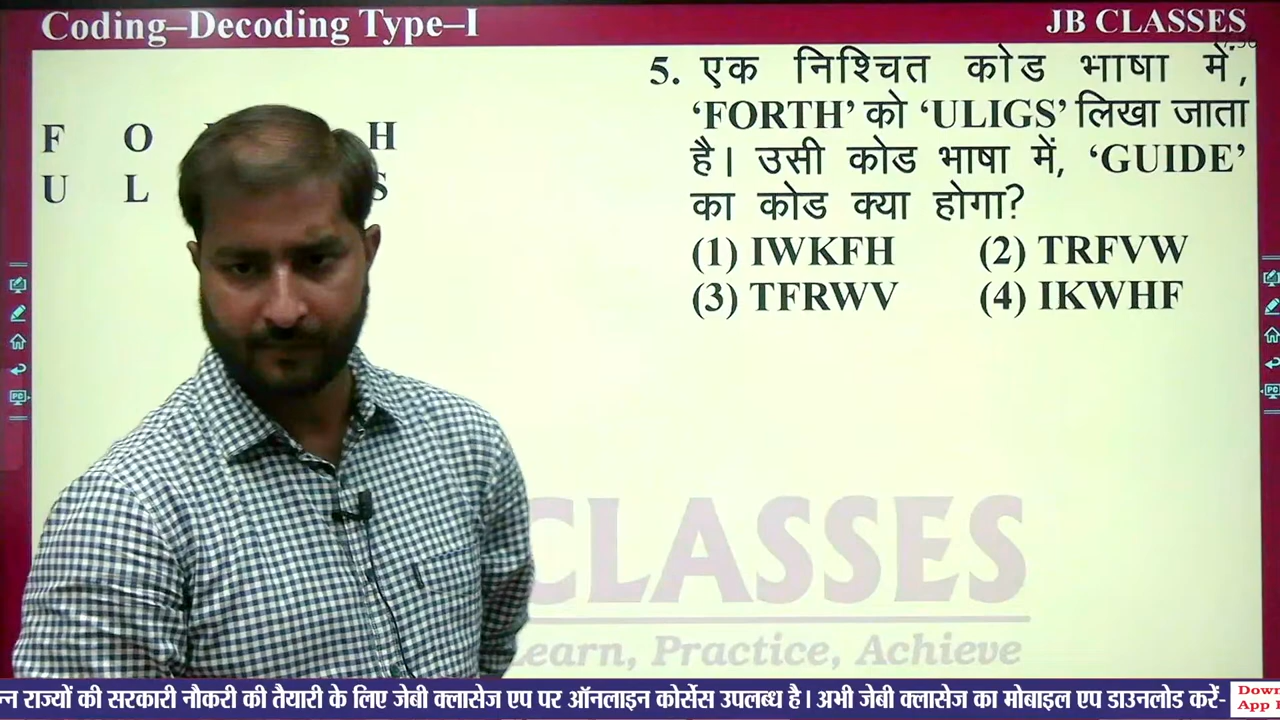 Coding–Decoding Type–I
JB CLASSES
5. एक निश्चित कोड भाषा में,
‘FORTH’ को ‘ULIGS’ लिखा जाता
है। उसी कोड भाषा में, ‘GUIDE’
का कोड क्या होगा?
(1) IWKFH (2) TRFVW
(3) TFRWV (4) IKWHF
F O H
U L S
CLASSES
Learn, Practice, Achieve
राज्यों की सरकारी नौकरी की तैयारी के लिए जेबी क्लासेज एप पर ऑनलाइन कोर्सेस उपलब्ध है। अभी जेबी क्लासेज का मोबाइल एप डाउनलोड करें-